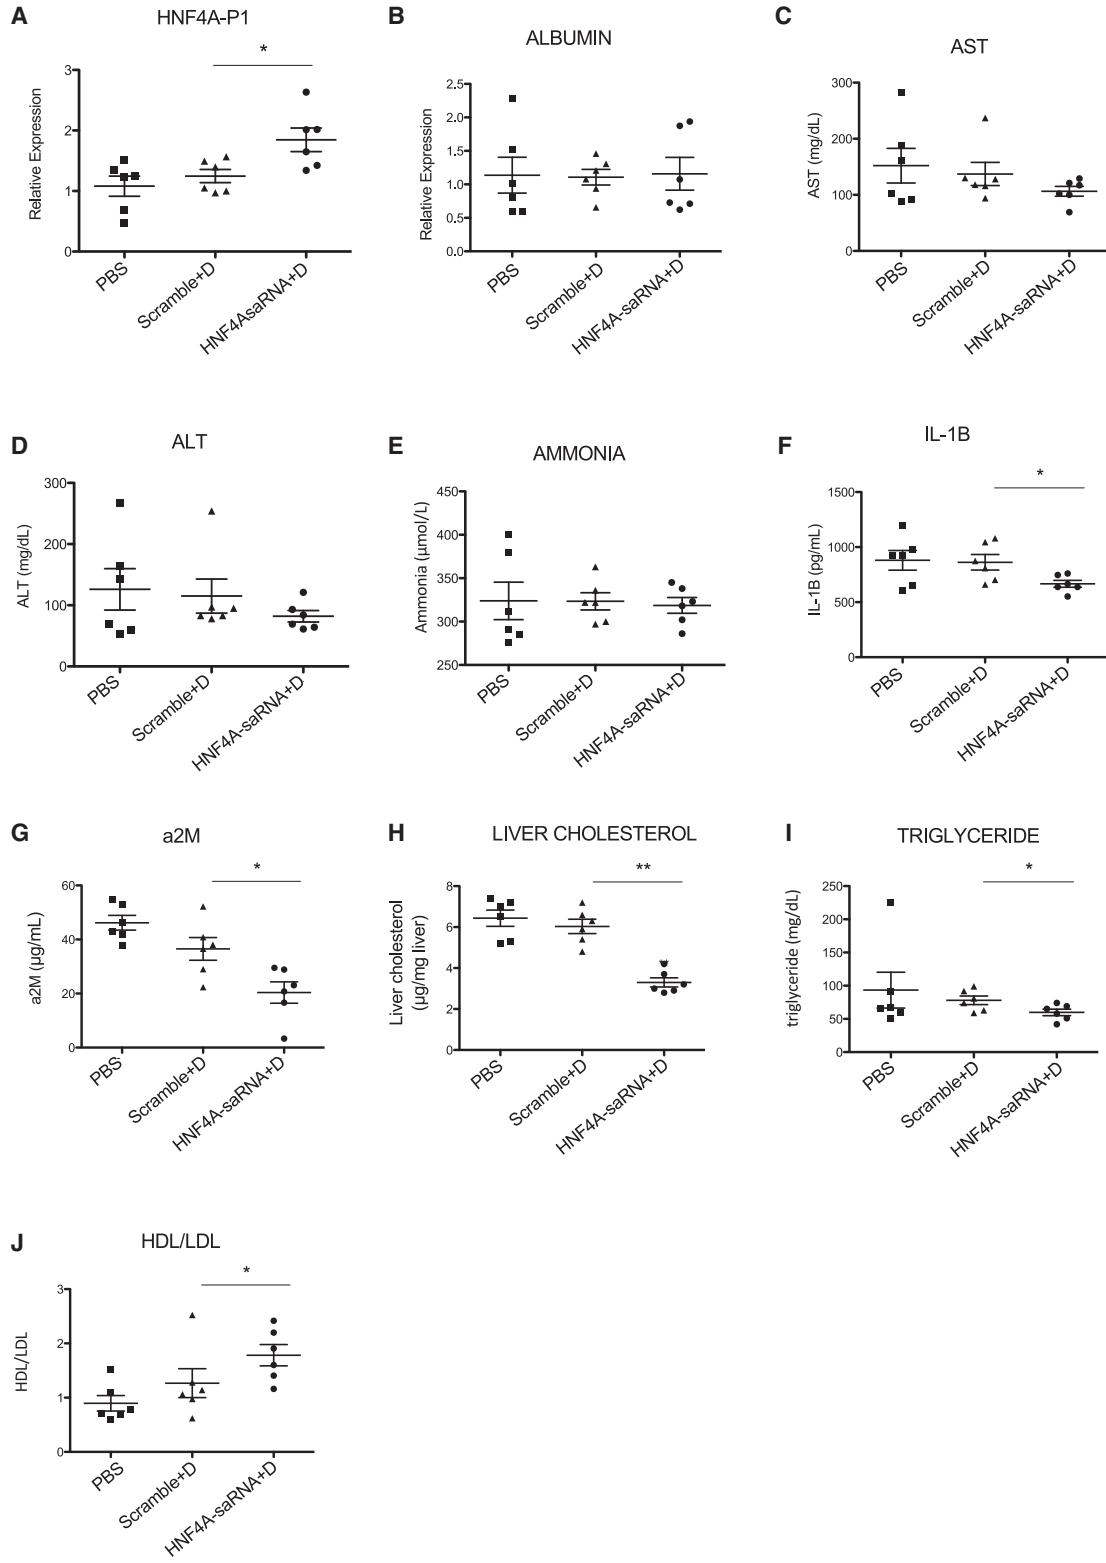 A
HNF4A-P1
*
Relative Expression
3
2
1
0
PBS
Scramble+D
HNF4AsaRNA+D
B
ALBUMIN
Relative Expression
2.5
2.0
1.5
1.0
0.5
0.0
PBS
Scramble+D
HNF4A-saRNA+D
C
AST
AST (mg/dL)
300
200
100
0
PBS
Scramble+D
HNF4A-saRNA+D
D
ALT
ALT (mg/dL)
300
200
100
0
PBS
Scramble+D
HNF4A-saRNA+D
E
AMMONIA
Ammonia (µmol/L)
450
400
350
300
250
PBS
Scramble+D
HNF4A-saRNA+D
F
IL-1B
*
IL-1B (pg/mL)
1500
1000
500
0
PBS
Scramble+D
HNF4A-saRNA+D
G
a2M
*
a2M (µg/mL)
60
40
20
0
PBS
Scramble+D
HNF4A-saRNA+D
H
LIVER CHOLESTEROL
**
Liver cholesterol
(µg/mg liver)
8
6
4
2
0
**
PBS
Scramble+D
HNF4A-saRNA+D
I
TRIGLYCERIDE
*
triglyceride (mg/dL)
250
200
150
100
50
0
PBS
Scramble+D
HNF4A-saRNA+D
J
HDL/LDL
*
HDL/LDL
3
2
1
0
PBS
Scramble+D
HNF4A-saRNA+D